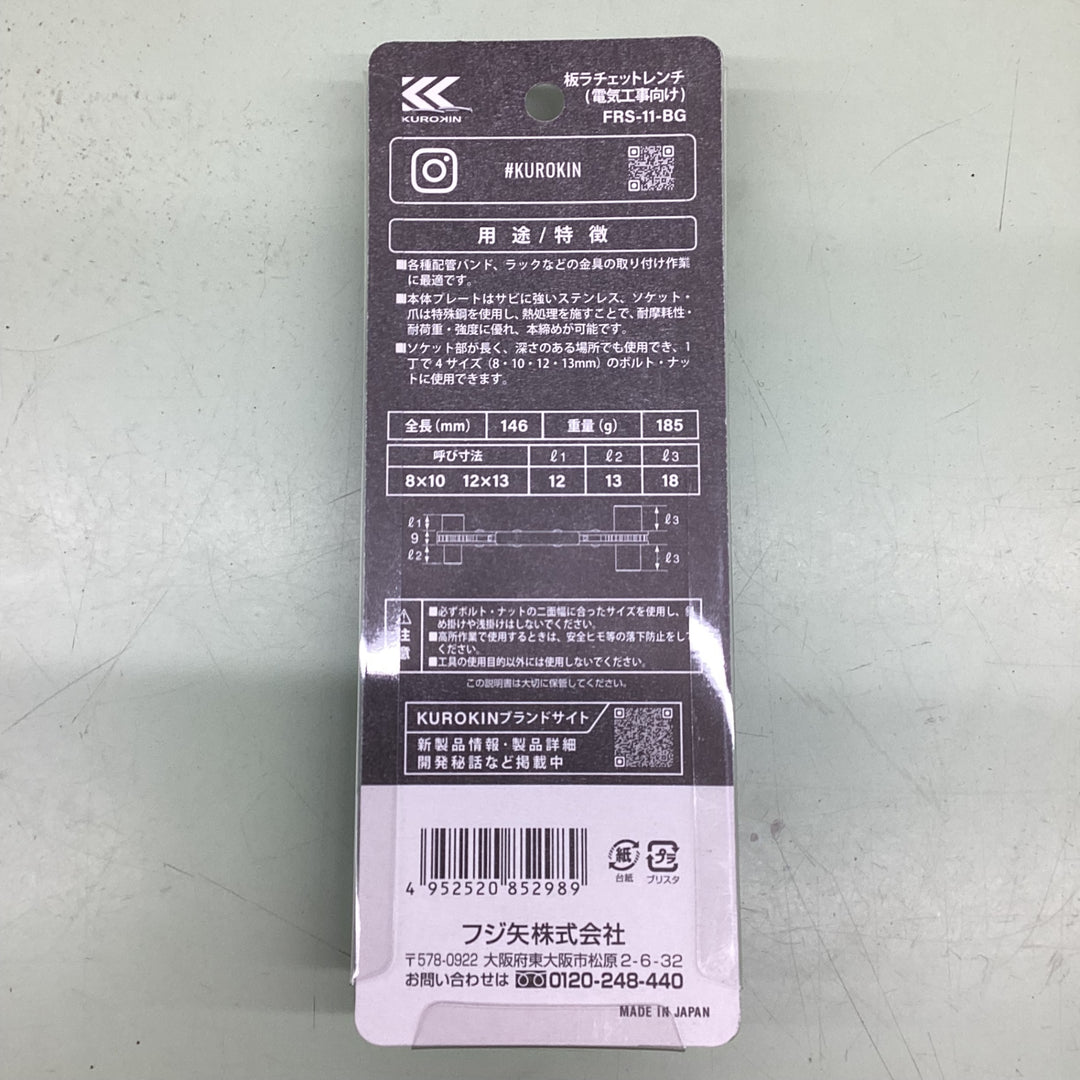 KUROKIN
板ラチェットレンチ
(電気工事向け)
FRS-11-BG
#KUROKIN
用途/特徴
■各種配管バンド、ラックなどの金具の取り付け作業
に最適です。
■本体プレートはサビに強いステンレス、ソケット・
爪は特殊鋼を使用し、熱処理を施すことで、耐摩耗性・
耐荷重・強度に優れ、本締めが可能です。
■ソケット部が長く、深さのある場所でも使用でき、1
丁で4サイズ(8・10・12・13mm)のボルト・ナッ
トに使用できます。
全長(mm) 146 重量(g) 185
呼び寸法 ℓ1 ℓ2 ℓ3
8×10 12×13 12 13 18
ℓ1 ℓ3
9
ℓ2 ℓ3
注意
■必ずボルト・ナットの二面幅に合ったサイズを使用し、
め掛けや浅掛けはしないでください。
■高所作業で使用するときは、安全ヒモ等の落下防止をして
ください。
■工具の使用目的以外には使用しないでください。
この説明書は大切に保管してください。
KUROKINブランドサイト
新製品情報・製品詳細
開発秘話など掲載中
4 952520 852989
紙
台紙
プラ
ブリスタ
フジ矢株式会社
〒578-0922 大阪府東大阪市松原2-6-32
お問い合わせは 0120-248-440
MADE IN JAPAN